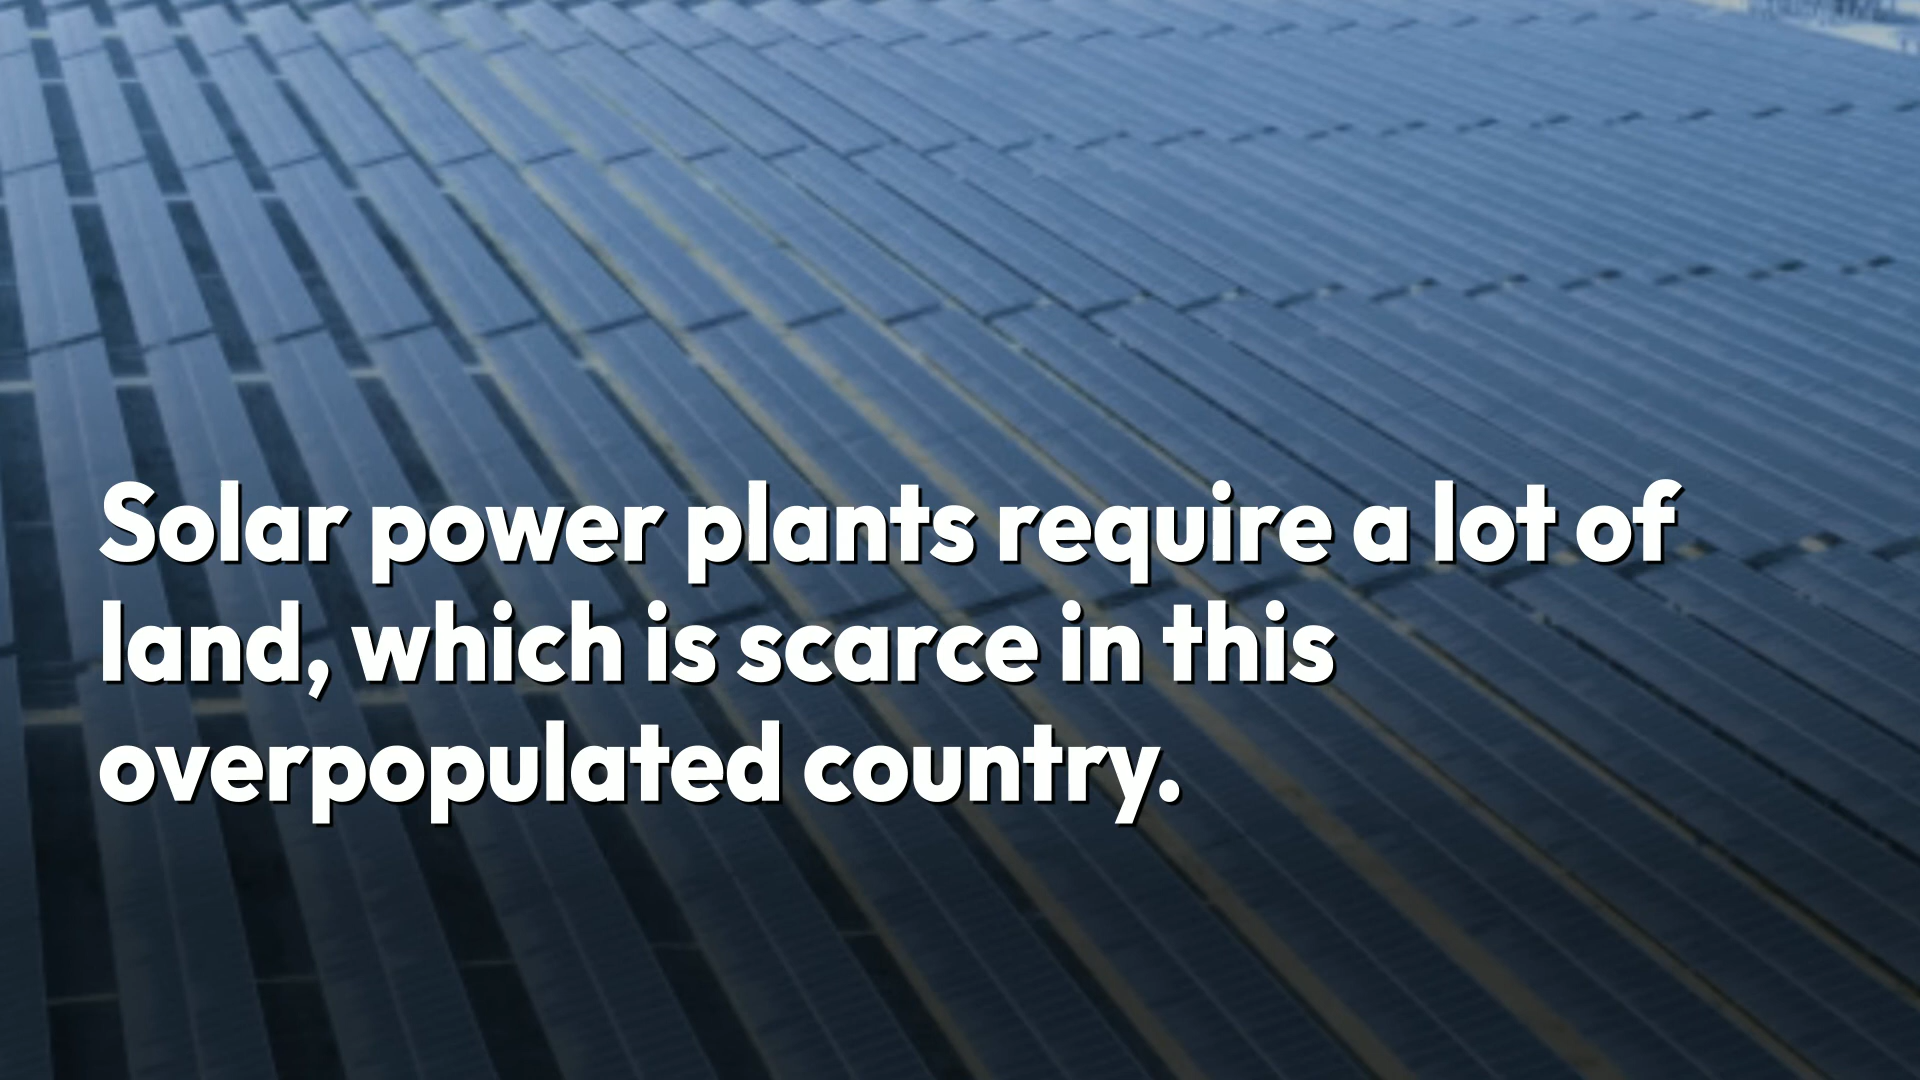 Solar power plants require a lot of
land, which is scarce in this
overpopulated country.